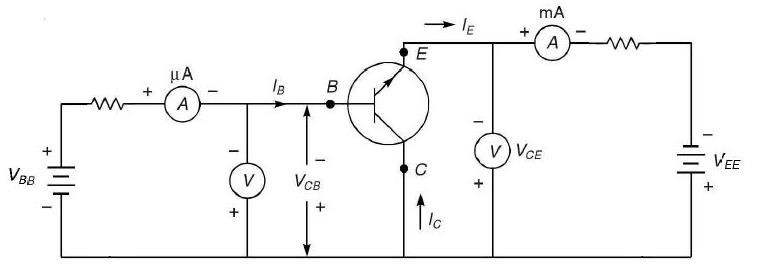 mA
I_E
+ A −
E
μA
+ A −
I_B
B
V_BB
+
−
−
V
+
−
V_CB
+
C
I_C
−
V
V_CE
+
−
V_EE
+